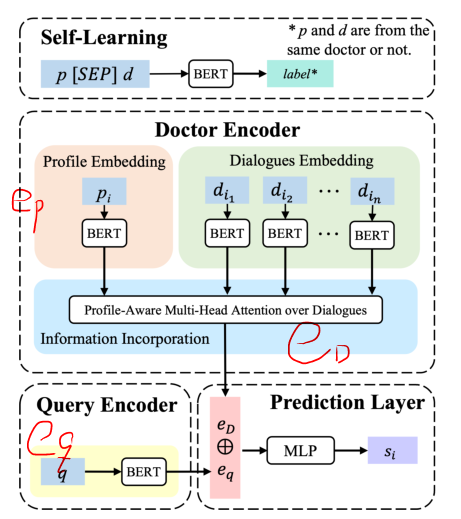 Self-Learning
* p and d are from the
same doctor or not.
p [SEP] d
BERT
label*
Doctor Encoder
Profile Embedding
Dialogues Embedding
e_p
p_i
d_{i_1} d_{i_2} ··· d_{i_n}
BERT
BERT BERT ··· BERT
Profile-Aware Multi-Head Attention over Dialogues
Information Incorporation
e_D
Query Encoder
Prediction Layer
e_q
q
BERT
e_D
⊕
e_q
MLP
s_i